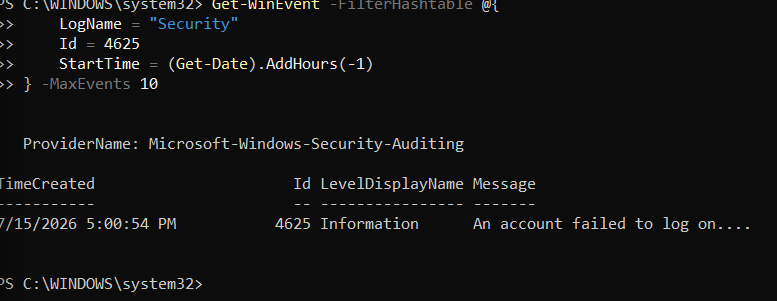 PS C:\WINDOWS\system32> Get-WinEvent -FilterHashtable @{
>>     LogName = "Security"
>>     Id = 4625
>>     StartTime = (Get-Date).AddHours(-1)
>> } -MaxEvents 10
ProviderName: Microsoft-Windows-Security-Auditing
TimeCreated                     Id LevelDisplayName Message
-----------                     -- ---------------- -------
7/15/2026 5:00:54 PM          4625 Information      An account failed to log on....
PS C:\WINDOWS\system32>